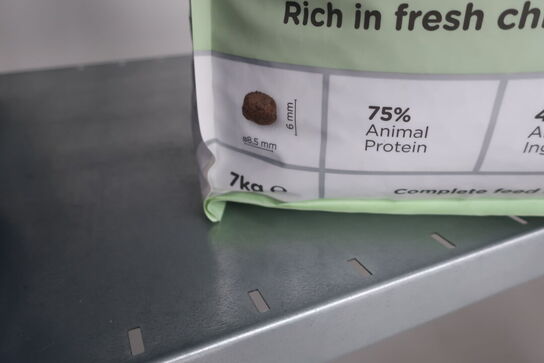 Rich in fresh
6 mm
ø8.5 mm
75%
Animal
Protein
7kg ℮
Complete feed